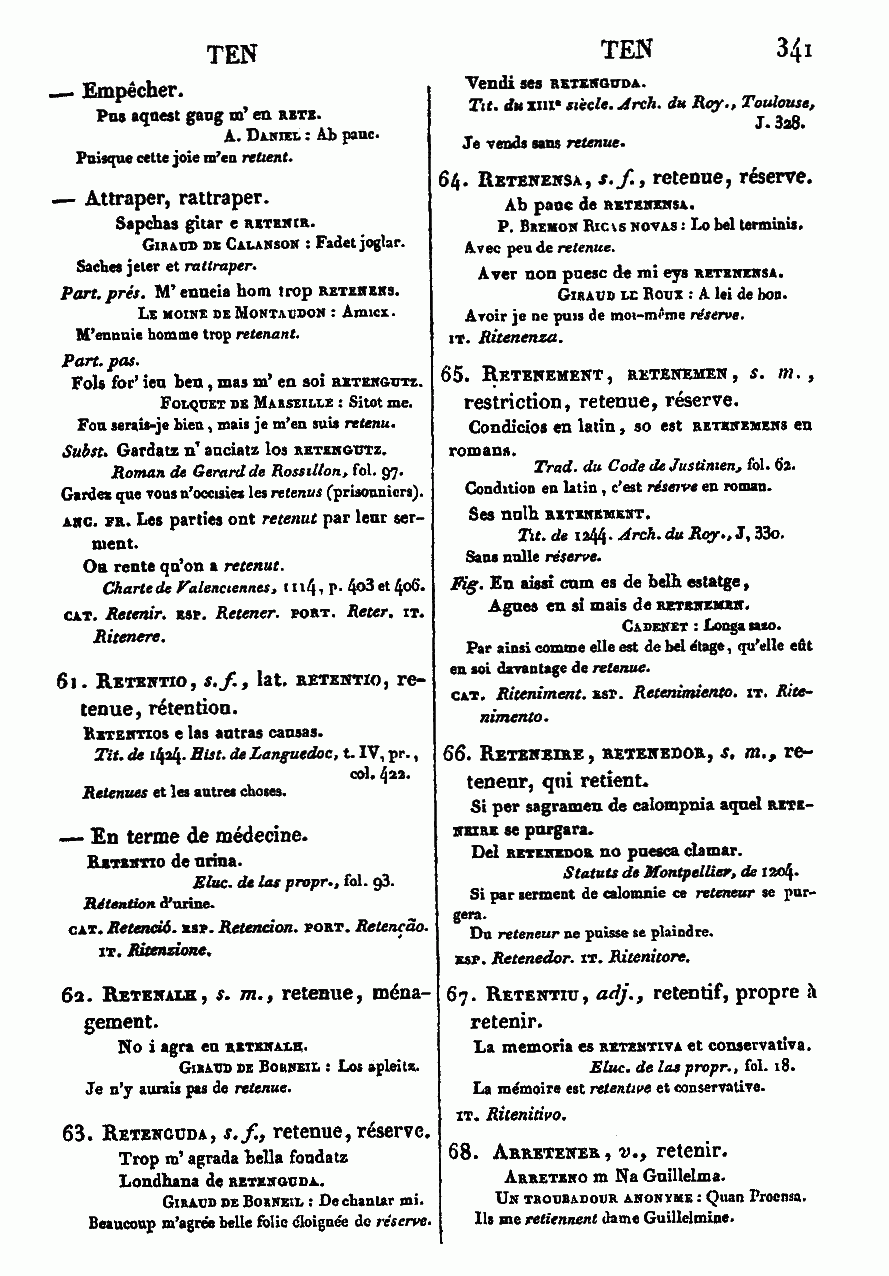 TEN
— Empêcher.
Pus aquest gaug m' en RETE.
A. DANIEL : Ab pauc.
Puisque cette joie m'en retient.
— Attraper, rattraper.
Sapchas gitar e RETENIR.
GIRAUD DE CALANSON : Fadet joglar.
Saches jeter et rattraper.
Part. prés. M' enueia hom trop RETENENS.
LE MOINE DE MONTAUDON : Amicx.
M'ennuie homme trop retenant.
Part. pas.
Fols for' ieu ben, mas m' en soi RETENGUTZ.
FOLQUET DE MARSEILLE : Sitot me.
Fou serais-je bien, mais je m'en suis retenu.
Subst. Gardatz n' auciatz los RETENGUTZ.
Roman de Gerard de Rossillon, fol. 97.
Gardez que vous n'occisiez les retenus (prisonniers).
ANC. FR. Les parties ont retenut par leur ser-
ment.
Ou rente qu'on a retenut.
Charte de Valenciennes, 1114, p. 403 et 406.
CAT. Retenir. ESP. Retener. PORT. Reter. IT.
Ritenere.
61. RETENTIO, s. f., lat. RETENTIO, re-
tenue, rétention.
RETENTIOS e las autras causas.
Tit. de 1424. Hist. de Languedoc, t. IV, pr.,
col. 422.
Retenues et les autres choses.
— En terme de médecine.
RETENTIO de urina.
Eluc. de las propr., fol. 93.
Rétention d'urine.
CAT. Retenció. ESP. Retencion. PORT. Retenção.
IT. Ritenzione.
62. RETENALH, s. m., retenue, ména-
gement.
No i agra en RETENALH.
GIRAUD DE BORNEIL : Los apleitz.
Je n'y aurais pas de retenue.
63. RETENGUDA, s. f., retenue, réserve.
Trop m' agrada bella foudatz
Londhana de RETENGUDA.
GIRAUD DE BORNEIL : De chantar mi.
Beaucoup m'agrée belle folie éloignée de réserve.
TEN 341
Vendi ses RETENGUDA.
Tit. du XIIIe siècle. Arch. du Roy., Toulouse,
J. 328.
Je vends sans retenue.
64. RETENENSA, s. f., retenue, réserve.
Ab pauc de RETENENSA.
P. BREMON RICAS NOVAS : Lo bel terminis.
Avec peu de retenue.
Aver non puesc de mi eys RETENENSA.
GIRAUD LE ROUX : A lei de bon.
Avoir je ne puis de moi-même réserve.
IT. Ritenenza.
65. RETENEMENT, RETENEMEN, s. m.,
restriction, retenue, réserve.
Condicios en latin, so est RETENEMENS en
romans.
Trad. du Code de Justinien, fol. 62.
Condition en latin, c'est réserve en roman.
Ses nulh RETENEMENT.
Tit. de 1244. Arch. du Roy., J, 330.
Sans nulle réserve.
Fig. En aissi cum es de belh estatge,
Agues en si mais de RETENEMEN.
CADENET : Longa sazo.
Par ainsi comme elle est de bel étage, qu'elle eût
en soi davantage de retenue.
CAT. Riteniment. ESP. Retenimiento. IT. Rite-
nimento.
66. RETENEIRE, RETENEDOR, s. m., re-
teneur, qui retient.
Si per sagramen de calompnia aquel RETE-
NEIRE se purgara.
Del RETENEDOR no puesca clamar.
Statuts de Montpellier, de 1204.
Si par serment de calomnie ce reteneur se pur-
gera.
Du reteneur ne puisse se plaindre.
ESP. Retenedor. IT. Ritenitore.
67. RETENTIU, adj., retentif, propre à
retenir.
La memoria es RETENTIVA et conservativa.
Eluc. de las propr., fol. 18.
La mémoire est retentive et conservative.
IT. Ritenitivo.
68. ARRETENER, v., retenir.
ARRETENO m Na Guillelma.
UN TROUBADOUR ANONYME : Quan Proensa.
Ils me retiennent dame Guillelmine.